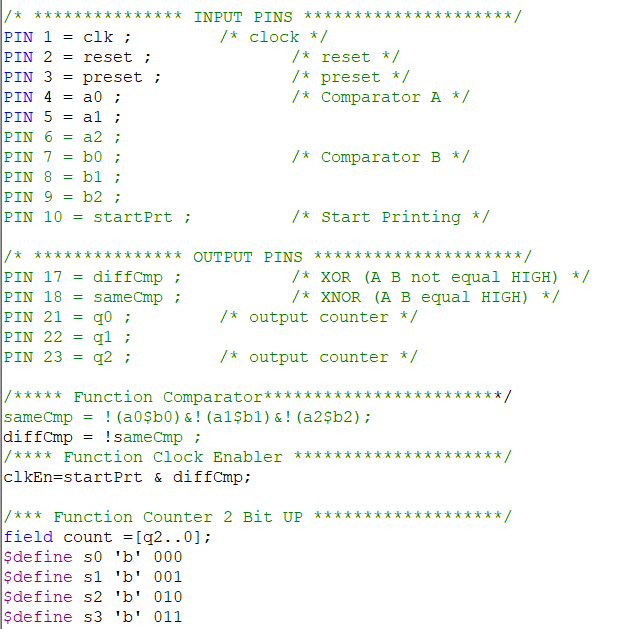 /* *************** INPUT PINS *********************/
PIN 1 = clk ; /* clock */
PIN 2 = reset ; /* reset */
PIN 3 = preset ; /* preset */
PIN 4 = a0 ; /* Comparator A */
PIN 5 = a1 ;
PIN 6 = a2 ;
PIN 7 = b0 ; /* Comparator B */
PIN 8 = b1 ;
PIN 9 = b2 ;
PIN 10 = startPrt ; /* Start Printing */
/* *************** OUTPUT PINS *********************/
PIN 17 = diffCmp ; /* XOR (A B not equal HIGH) */
PIN 18 = sameCmp ; /* XNOR (A B equal HIGH) */
PIN 21 = q0 ; /* output counter */
PIN 22 = q1 ;
PIN 23 = q2 ; /* output counter */
/***** Function Comparator************************/
sameCmp = !(a0$b0)&!(a1$b1)&!(a2$b2);
diffCmp = !sameCmp ;
/**** Function Clock Enabler *********************/
clkEn=startPrt & diffCmp;
/*** Function Counter 2 Bit UP *******************/
field count =[q2..0];
$define s0 'b' 000
$define s1 'b' 001
$define s2 'b' 010
$define s3 'b' 011